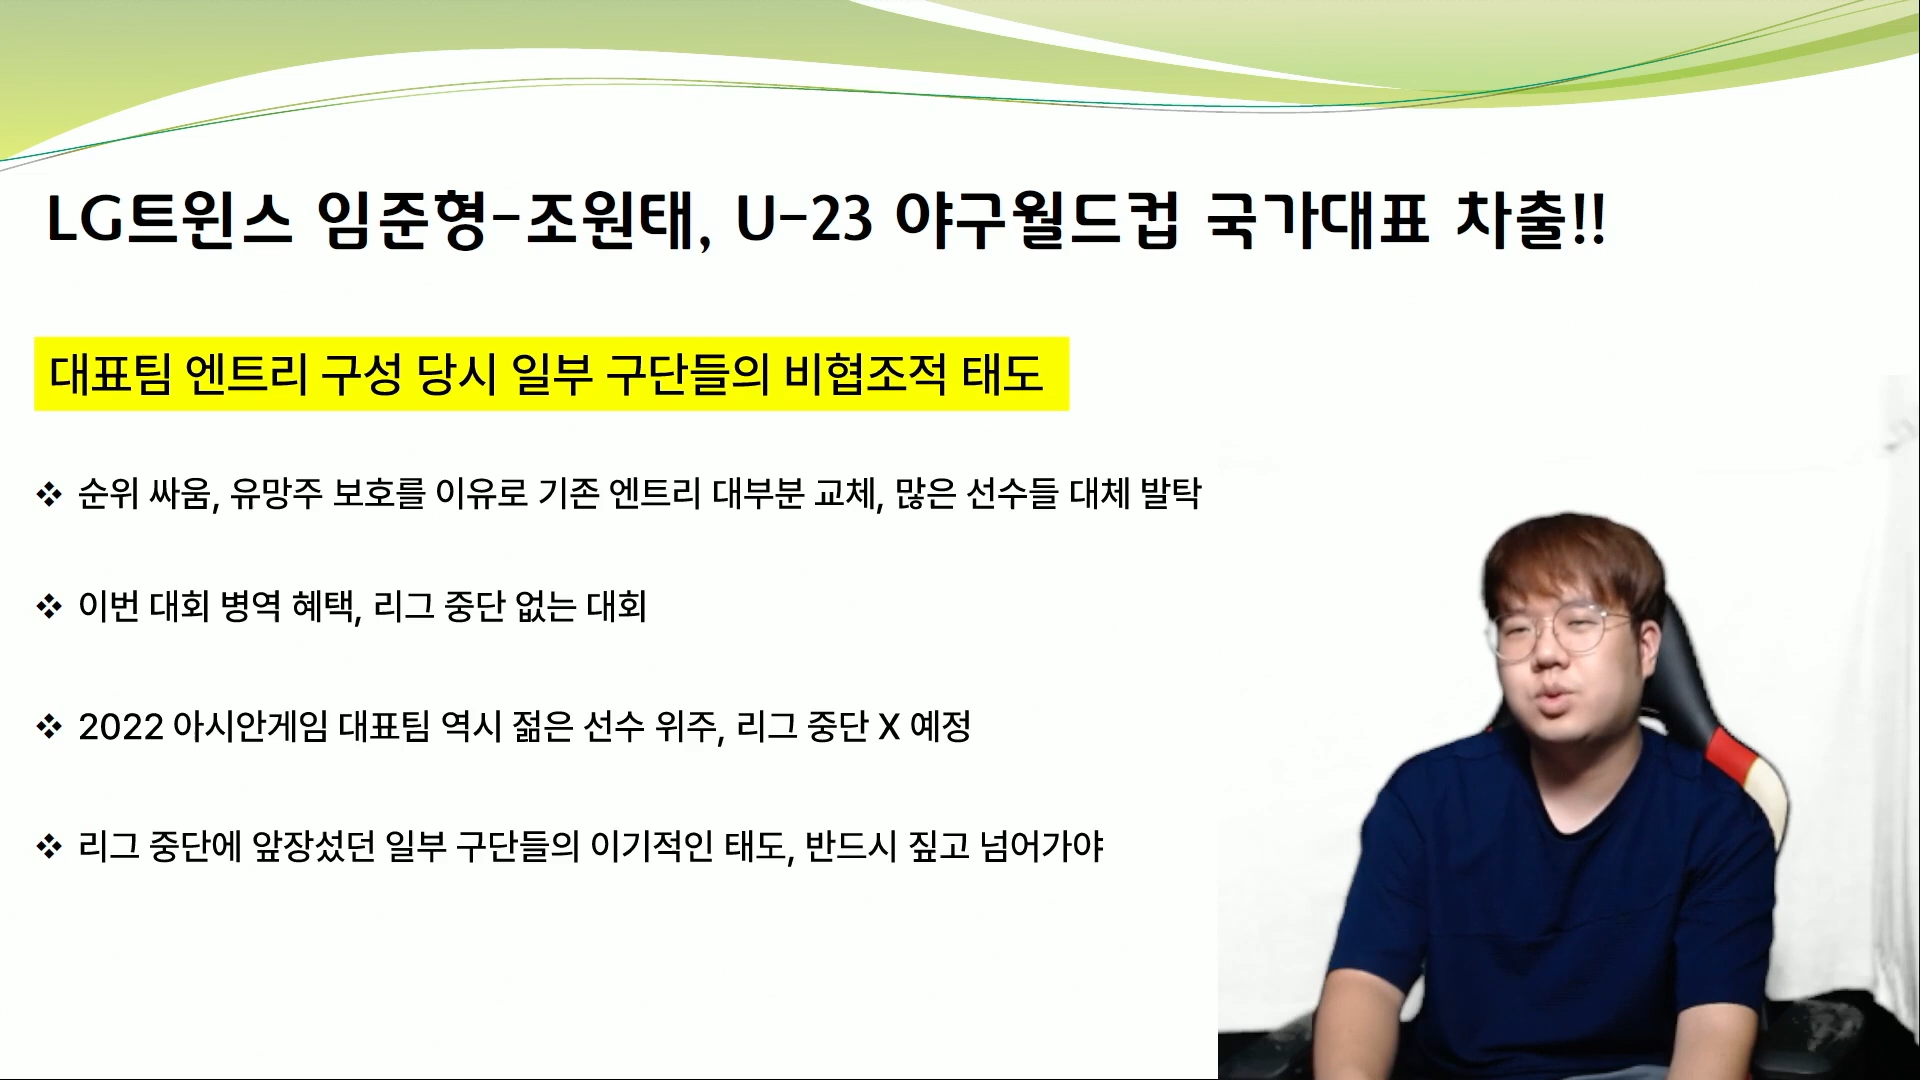 LG트윈스 임준형-조원태, U-23 야구월드컵 국가대표 차출!!
대표팀 엔트리 구성 당시 일부 구단들의 비협조적 태도
❖ 순위 싸움, 유망주 보호를 이유로 기존 엔트리 대부분 교체, 많은 선수들 대체 발탁
❖ 이번 대회 병역 혜택, 리그 중단 없는 대회
❖ 2022 아시안게임 대표팀 역시 젊은 선수 위주, 리그 중단 X 예정
❖ 리그 중단에 앞장섰던 일부 구단들의 이기적인 태도, 반드시 짚고 넘어가야